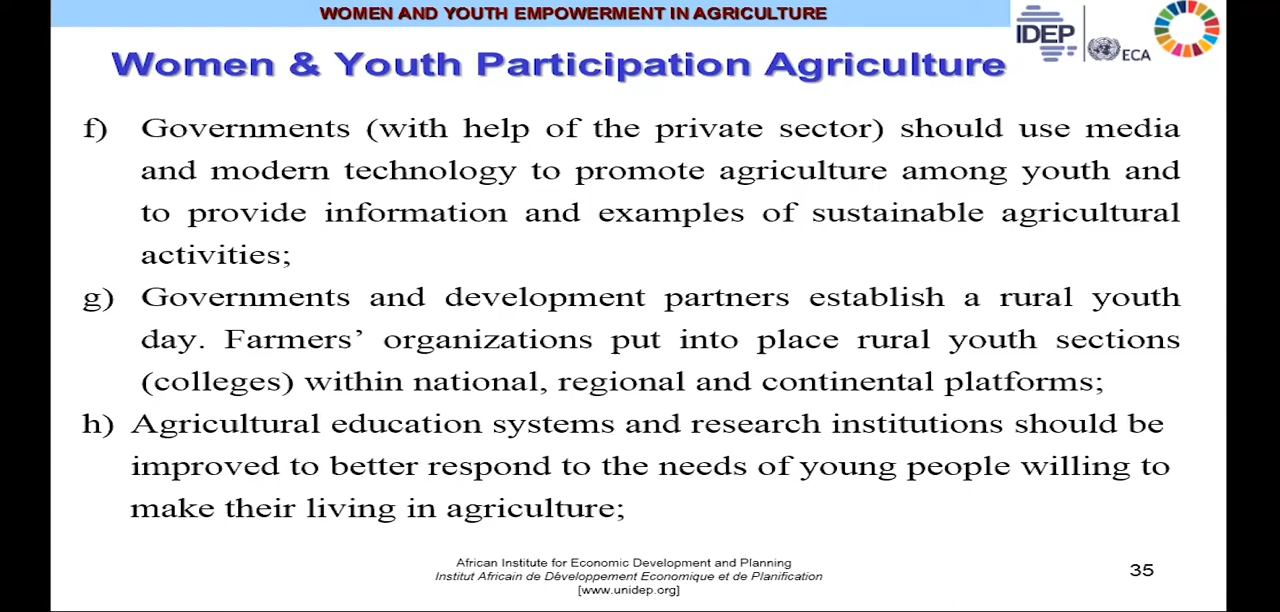 WOMEN AND YOUTH EMPOWERMENT IN AGRICULTURE
IDEP
ECA
Women & Youth Participation Agriculture
f) Governments (with help of the private sector) should use media
and modern technology to promote agriculture among youth and
to provide information and examples of sustainable agricultural
activities;
g) Governments and development partners establish a rural youth
day. Farmers’ organizations put into place rural youth sections
(colleges) within national, regional and continental platforms;
h) Agricultural education systems and research institutions should be
improved to better respond to the needs of young people willing to
make their living in agriculture;
African Institute for Economic Development and Planning
Institut Africain de Développement Economique et de Planification
[www.unidep.org]
35